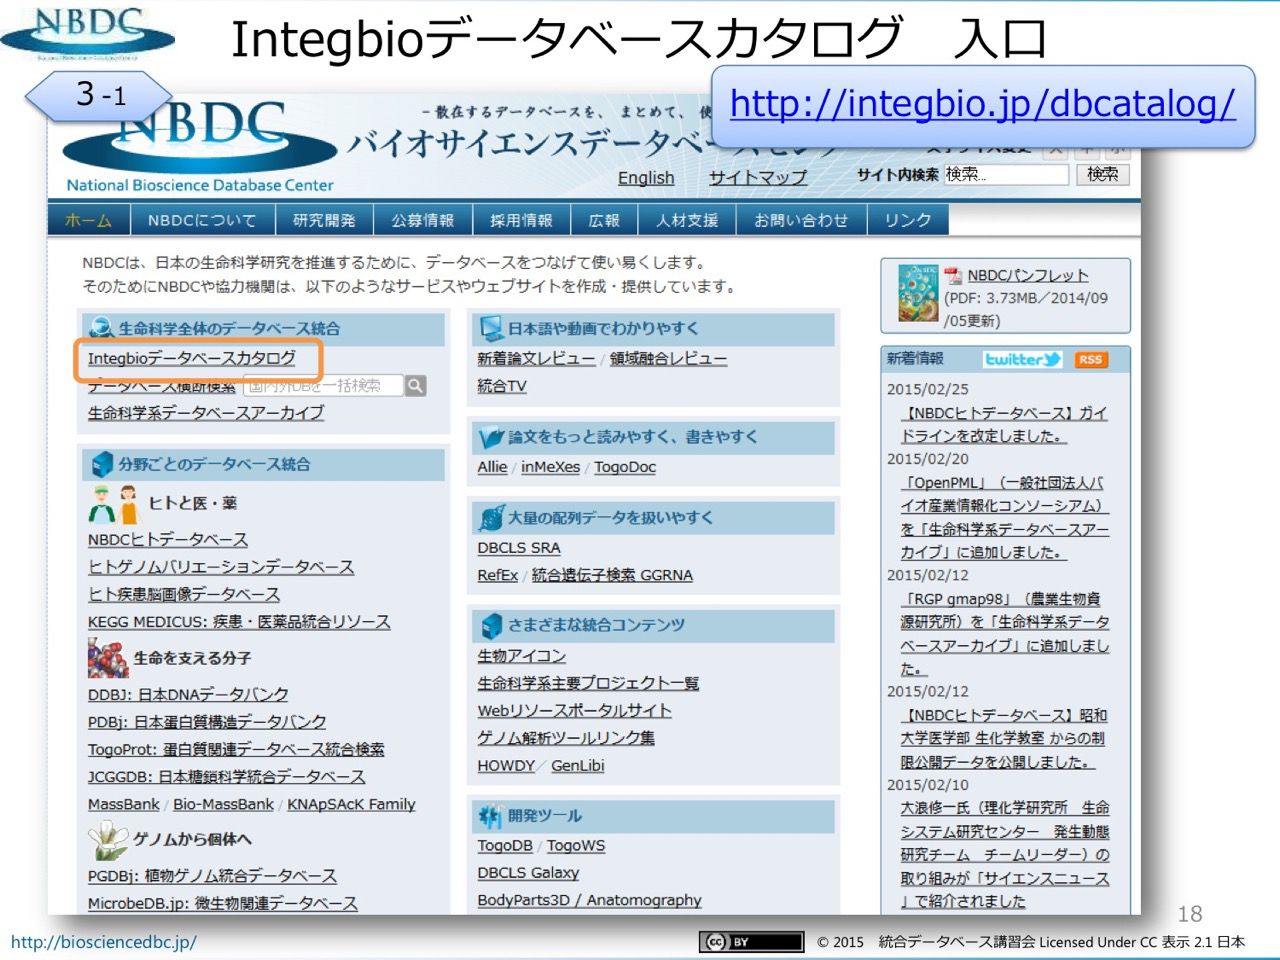 NBDC
Integbioデータベースカタログ 入口
3-1
http://integbio.jp/dbcatalog/
NBDC
National Bioscience Database Center
－散在するデータベースを、まとめて、使
バイオサイエンスデータベースセンター
English サイトマップ サイト内検索 検索... 検索
ホーム NBDCについて 研究開発 公募情報 採用情報 広報 人材支援 お問い合わせ リンク
NBDCは、日本の生命科学研究を推進するために、データベースをつなげて使い易くします。
そのためにNBDCや協力機関は、以下のようなサービスやウェブサイトを作成・提供しています。
生命科学全体のデータベース統合
Integbioデータベースカタログ
データベース横断検索 国内外DBを一括検索
生命科学系データベースアーカイブ
分野ごとのデータベース統合
ヒトと医・薬
NBDCヒトデータベース
ヒトゲノムバリエーションデータベース
ヒト疾患脳画像データベース
KEGG MEDICUS: 疾患・医薬品統合リソース
生命を支える分子
DDBJ: 日本DNAデータバンク
PDBj: 日本蛋白質構造データバンク
TogoProt: 蛋白質関連データベース統合検索
JCGGDB: 日本糖鎖科学統合データベース
MassBank / Bio-MassBank / KNApSAcK Family
ゲノムから個体へ
PGDBj: 植物ゲノム統合データベース
MicrobeDB.jp: 微生物関連データベース
日本語や動画でわかりやすく
新着論文レビュー / 領域融合レビュー
統合TV
論文をもっと読みやすく、書きやすく
Allie / inMeXes / TogoDoc
大量の配列データを扱いやすく
DBCLS SRA
RefEx / 統合遺伝子検索 GGRNA
さまざまな統合コンテンツ
生物アイコン
生命科学系主要プロジェクト一覧
Webリソースポータルサイト
ゲノム解析ツールリンク集
HOWDY／ GenLibi
開発ツール
TogoDB / TogoWS
DBCLS Galaxy
BodyParts3D / Anatomography
NBDCパンフレット
(PDF: 3.73MB／2014/09
/05更新)
新着情報 twitter RSS
2015/02/25
【NBDCヒトデータベース】ガイ
ドラインを改定しました。
2015/02/20
「OpenPML」（一般社団法人バ
イオ産業情報化コンソーシアム）
を「生命科学系データベースアー
カイブ」に追加しました。
2015/02/12
「RGP gmap98」（農業生物資
源研究所）を「生命科学系データ
ベースアーカイブ」に追加しまし
た。
2015/02/12
【NBDCヒトデータベース】昭和
大学医学部 生化学教室 からの制
限公開データを公開しました。
2015/02/10
大浪修一氏（理化学研究所 生命
システム研究センター 発生動態
研究チーム チームリーダー）の
取り組みが「サイエンスニュース
」で紹介されました
18
http://biosciencedbc.jp/
cc BY
© 2015 統合データベース講習会 Licensed Under CC 表示 2.1 日本